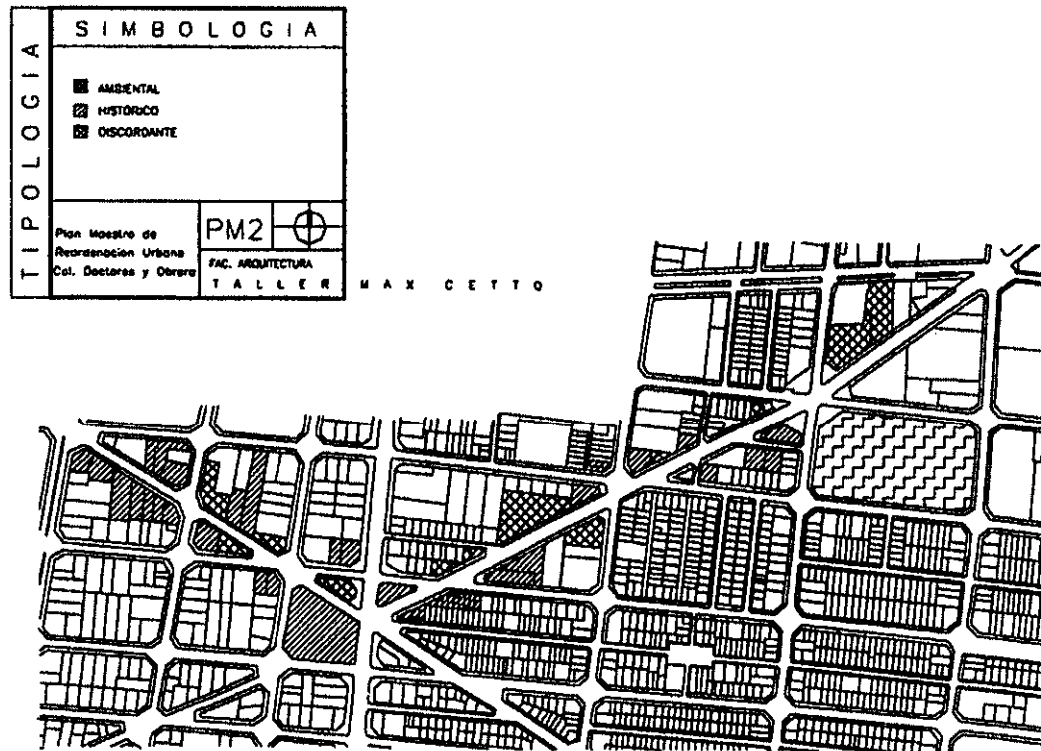 SIMBOLOGIA
TIPOLOGIA
AMBIENTAL
HISTÓRICO
DISCORDANTE
Plan Maestro de
Reordenacion Urbana
Col. Doctores y Obrera
PM2
FAC. ARQUITECTURA
TALLER MAX CETTO